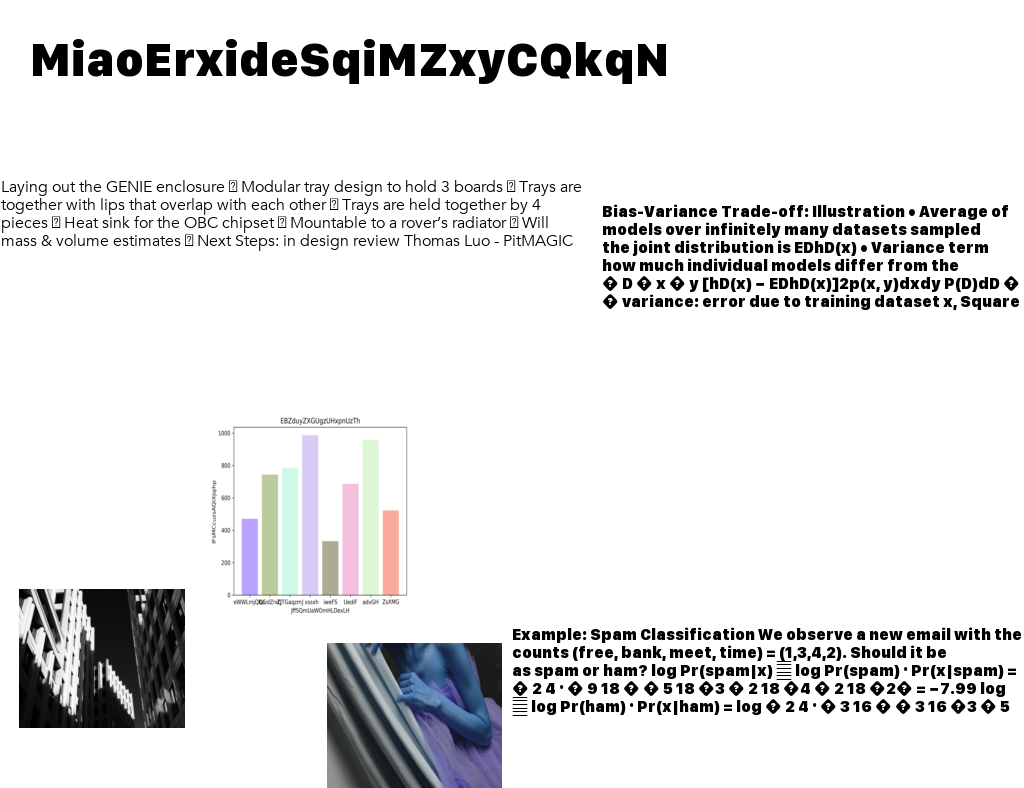 MiaoErxideSqiMZxyCQkqN
Laying out the GENIE enclosure � Modular tray design to hold 3 boards � Trays are
together with lips that overlap with each other � Trays are held together by 4
pieces � Heat sink for the OBC chipset � Mountable to a rover’s radiator � Will
mass & volume estimates � Next Steps: in design review Thomas Luo - PitMAGIC
Bias-Variance Trade-off: Illustration • Average of
models over infinitely many datasets sampled
the joint distribution is EDhD(x) • Variance term
how much individual models differ from the
� D � x � y [hD(x) − EDhD(x)]2p(x, y)dxdy P(D)dD �
� variance: error due to training dataset x, Square
EBZduyZXGUgzUHxpnUzTh
1000
800
600
400
200
0
xssxh iweFS UediF advGH ZsXMG
Example: Spam Classification We observe a new email with the
counts (free, bank, meet, time) = (1,3,4,2). Should it be
as spam or ham? log Pr(spam|x) log Pr(spam) · Pr(x|spam) =
� 2 4 · � 9 18 � � 5 18 �3 � 2 18 �4 � 2 18 �2� = −7.99 log
log Pr(ham) · Pr(x|ham) = log � 2 4 · � 3 16 � � 3 16 �3 � 5